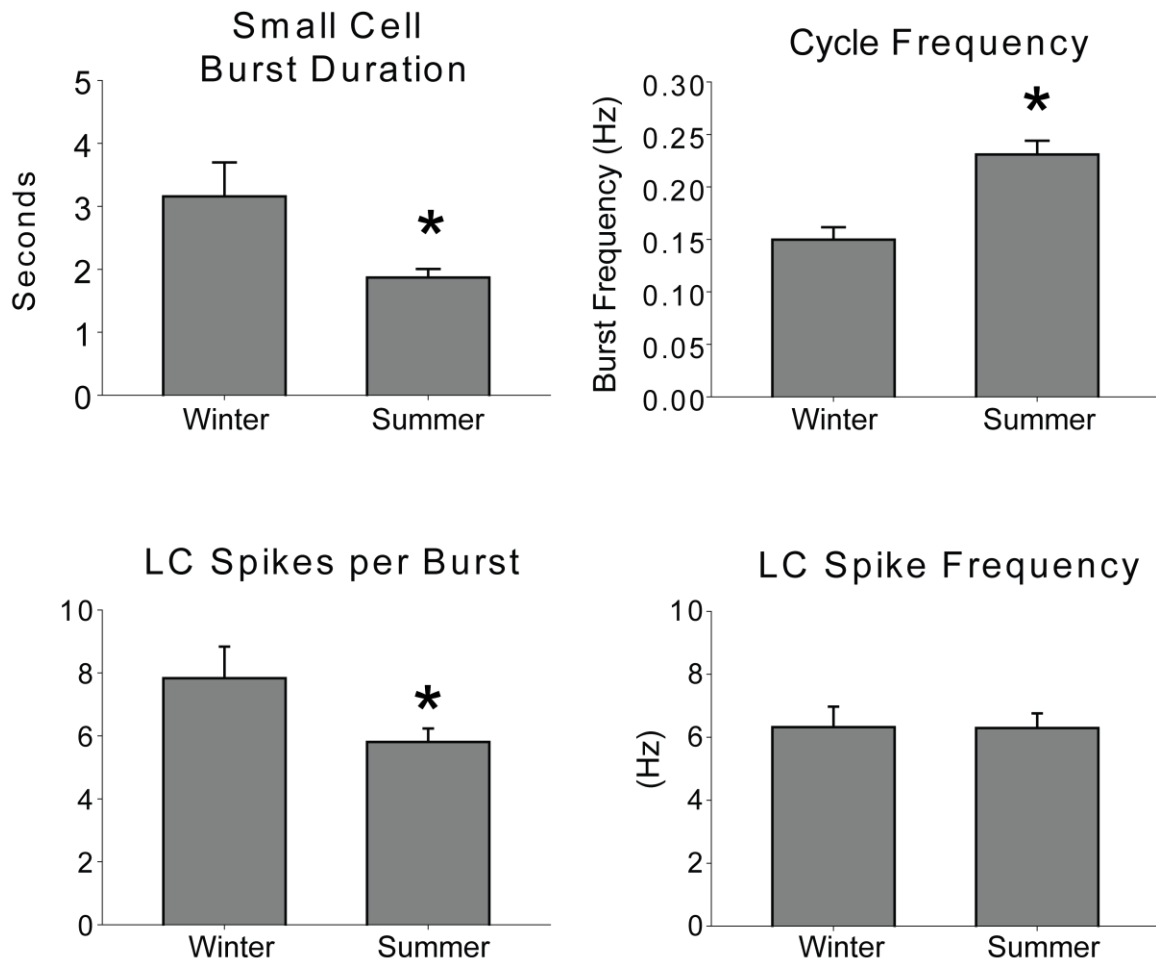 Small Cell
Burst Duration
Seconds
5
4
3
2
1
0
*
Winter Summer
Cycle Frequency
Burst Frequency (Hz)
0.30
0.25
0.20
0.15
0.10
0.05
0.00
*
Winter Summer
LC Spikes per Burst
10
8
6
4
2
0
*
Winter Summer
LC Spike Frequency
(Hz)
10
8
6
4
2
0
Winter Summer